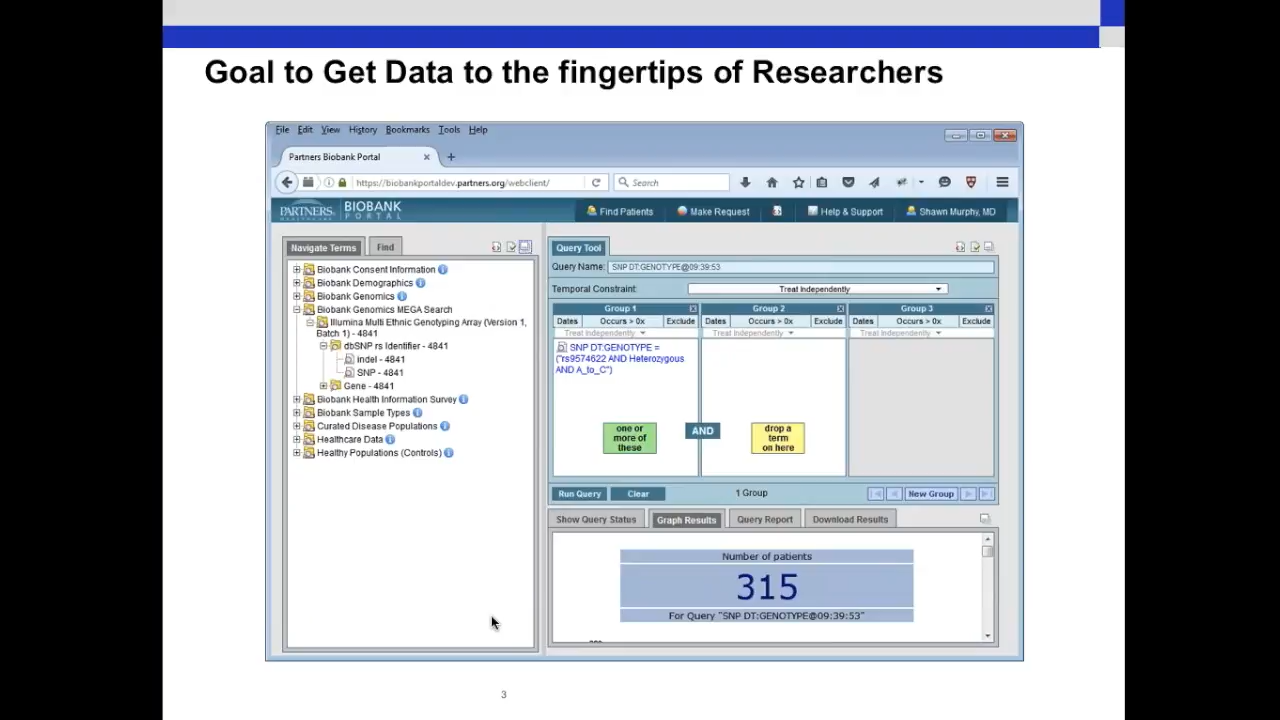 Goal to Get Data to the fingertips of Researchers
File Edit View History Bookmarks Tools Help
Partners Biobank Portal
https://biobankportaldev.partners.org/webclient/
Search
PARTNERS
BIOBANK
PORTAL
Find Patients
Make Request
Help & Support
Shawn Murphy, MD
Navigate Terms
Find
Biobank Consent Information
Biobank Demographics
Biobank Genomics
Biobank Genomics MEGA Search
Illumina Multi Ethnic Genotyping Array (Version 1,
Batch 1) - 4841
dbSNP rs Identifier - 4841
indel - 4841
SNP - 4841
Gene - 4841
Biobank Health Information Survey
Biobank Sample Types
Curated Disease Populations
Healthcare Data
Healthy Populations (Controls)
Query Tool
Query Name: SNP DT:GENOTYPE@09:39:53
Temporal Constraint: Treat Independently
Group 1 Group 2 Group 3
Dates Occurs > 0x Exclude Dates Occurs > 0x Exclude Dates Occurs > 0x Exclude
Treat Independently Treat Independently Treat Independently
SNP DT:GENOTYPE =
("rs9574622 AND Heterozygous
AND A_to_C")
one or
more of
these
AND
drop a
term
on here
Run Query Clear 1 Group New Group
Show Query Status Graph Results Query Report Download Results
Number of patients
315
For Query "SNP DT:GENOTYPE@09:39:53"
3